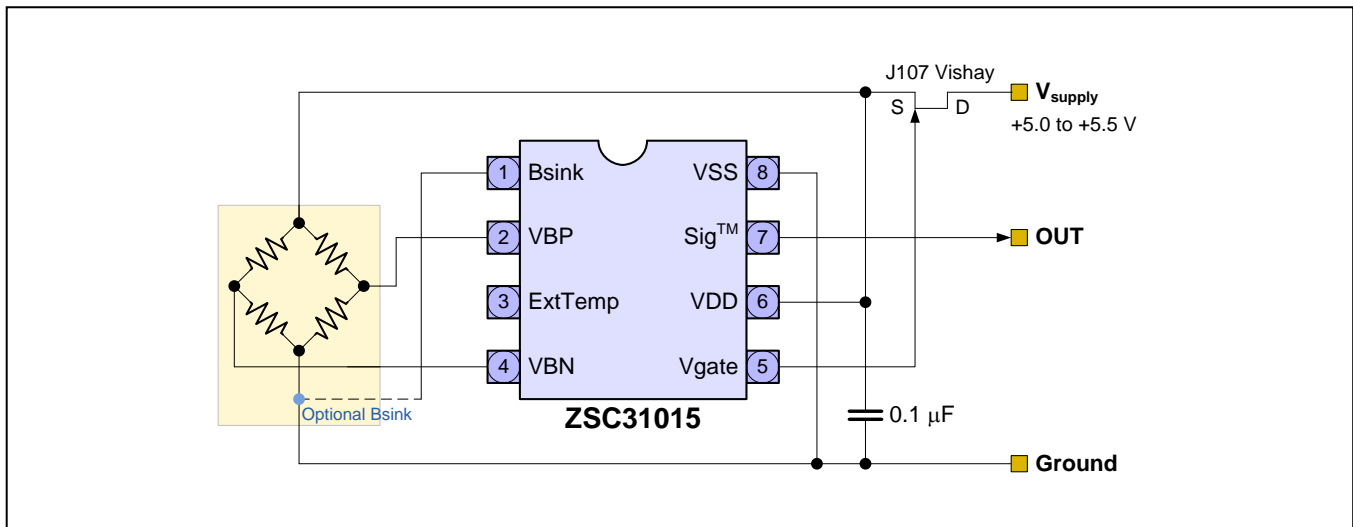 J107 Vishay
S
D
Vsupply
+5.0 to +5.5 V
1
Bsink
VSS
8
2
VBP
Sig™
7
OUT
3
ExtTemp
VDD
6
4
VBN
Vgate
5
Optional Bsink
ZSC31015
0.1 μF
Ground